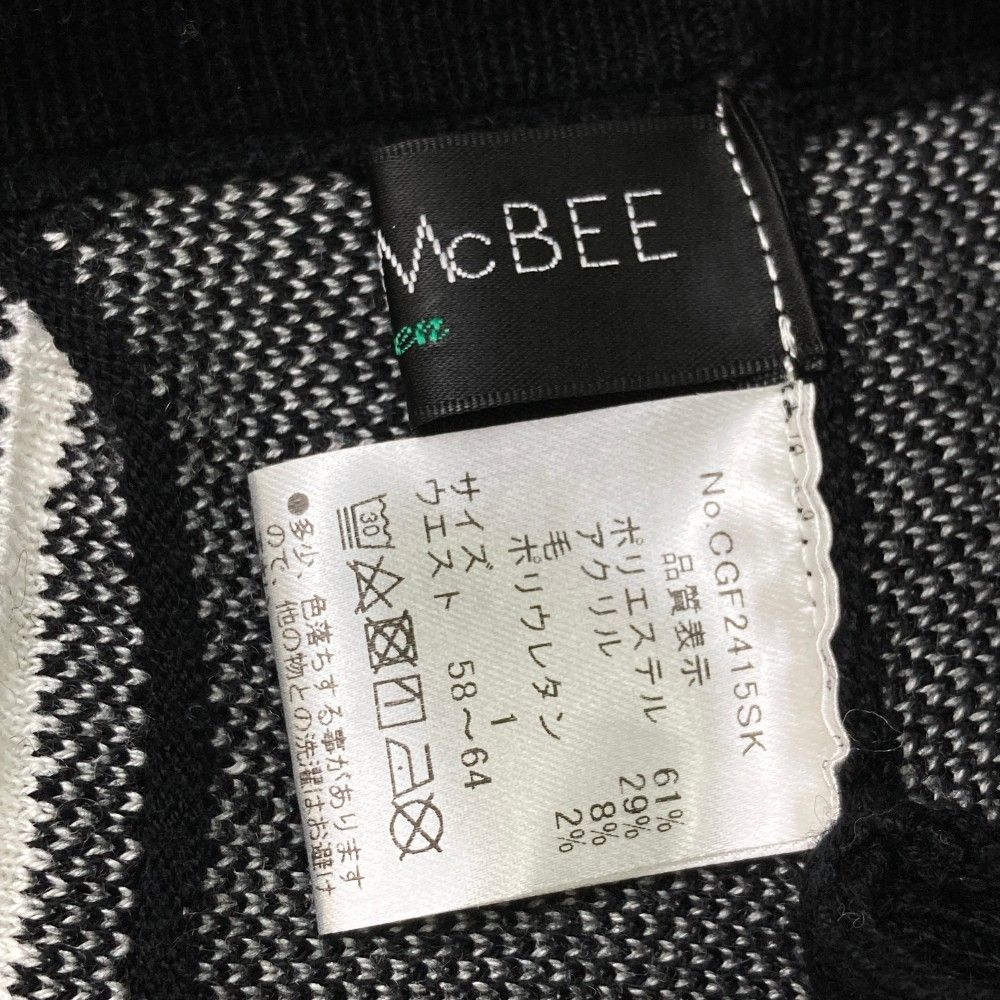 McBEE
en
No.CGF2415SK
品質表示
ポリエステル 61%
アクリル 29%
毛 8%
ポリウレタン 2%
サイズ 1
ウエスト 58～64
30
●多少、色落ちする事があります
ので、他の物との洗濯はお避け